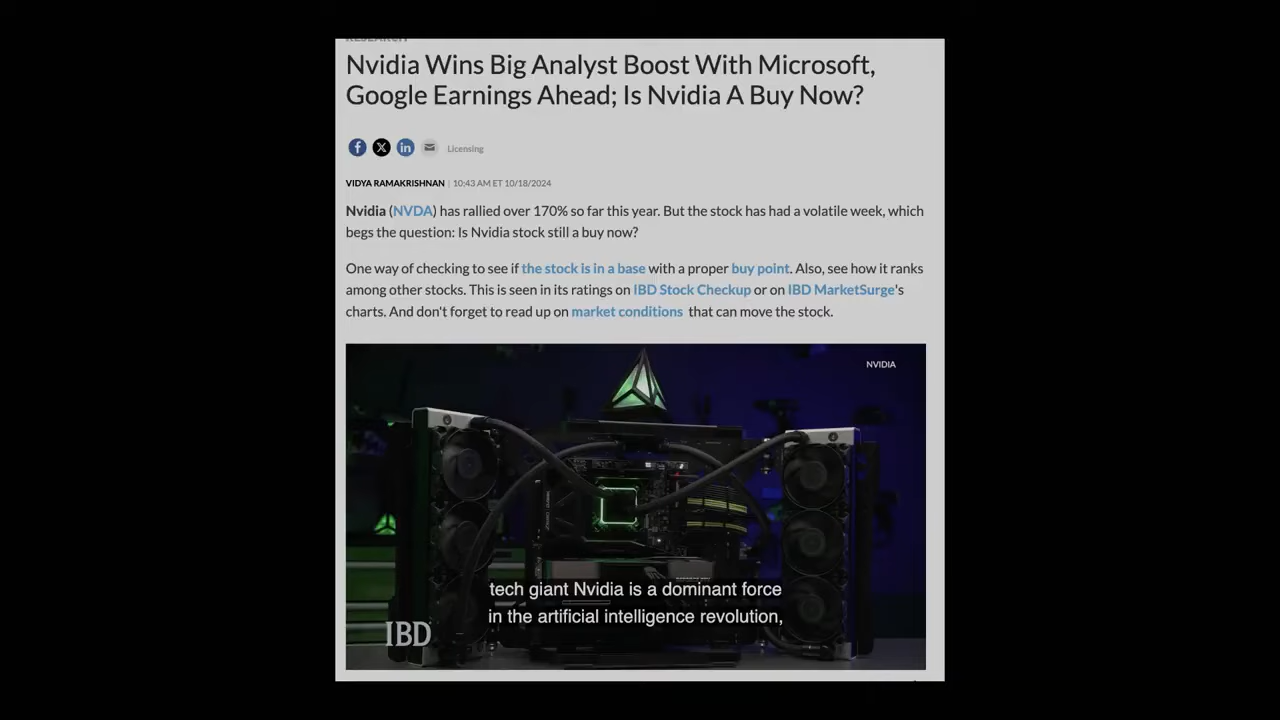 RESEARCH
Nvidia Wins Big Analyst Boost With Microsoft,
Google Earnings Ahead; Is Nvidia A Buy Now?
Licensing
VIDYA RAMAKRISHNAN | 10:43 AM ET 10/18/2024
Nvidia (NVDA) has rallied over 170% so far this year. But the stock has had a volatile week, which
begs the question: Is Nvidia stock still a buy now?
One way of checking to see if the stock is in a base with a proper buy point. Also, see how it ranks
among other stocks. This is seen in its ratings on IBD Stock Checkup or on IBD MarketSurge's
charts. And don't forget to read up on market conditions that can move the stock.
NVIDIA
tech giant Nvidia is a dominant force
in the artificial intelligence revolution,
IBD